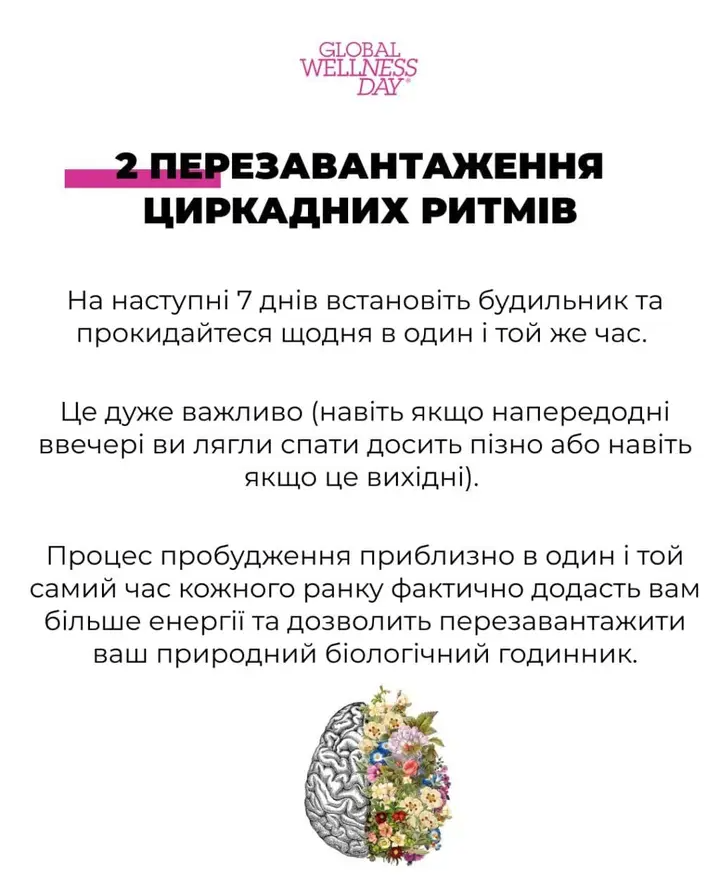 GLOBAL
WELLNESS
DAY®
2 ПЕРЕЗАВАНТАЖЕННЯ
ЦИРКАДНИХ РИТМІВ
На наступні 7 днів встановіть будильник та
прокидайтеся щодня в один і той же час.
Це дуже важливо (навіть якщо напередодні
ввечері ви лягли спати досить пізно або навіть
якщо це вихідні).
Процес пробудження приблизно в один і той
самий час кожного ранку фактично додасть вам
більше енергії та дозволить перезавантажити
ваш природний біологічний годинник.